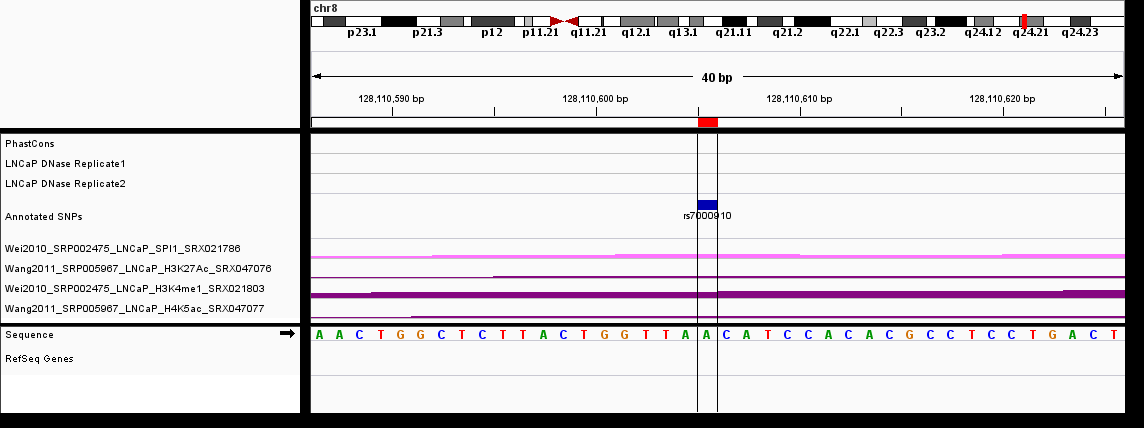 chr8
p23.1 p21.3 p12 p11.21 q11.21 q12.1 q13.1 q21.11 q21.2 q22.1 q22.3 q23.2 q24.12 q24.21 q24.23
40 bp
128,110,590 bp 128,110,600 bp 128,110,610 bp 128,110,620 bp
PhastCons
LNCaP DNase Replicate1
LNCaP DNase Replicate2
Annotated SNPs
rs7000910
Wei2010_SRP002475_LNCaP_SPI1_SRX021786
Wang2011_SRP005967_LNCaP_H3K27Ac_SRX047076
Wei2010_SRP002475_LNCaP_H3K4me1_SRX021803
Wang2011_SRP005967_LNCaP_H4K5ac_SRX047077
Sequence A A C T G G C T C T T A C T G G T T A A C A T C C A C A C G C C T C C T G A C T
RefSeq Genes